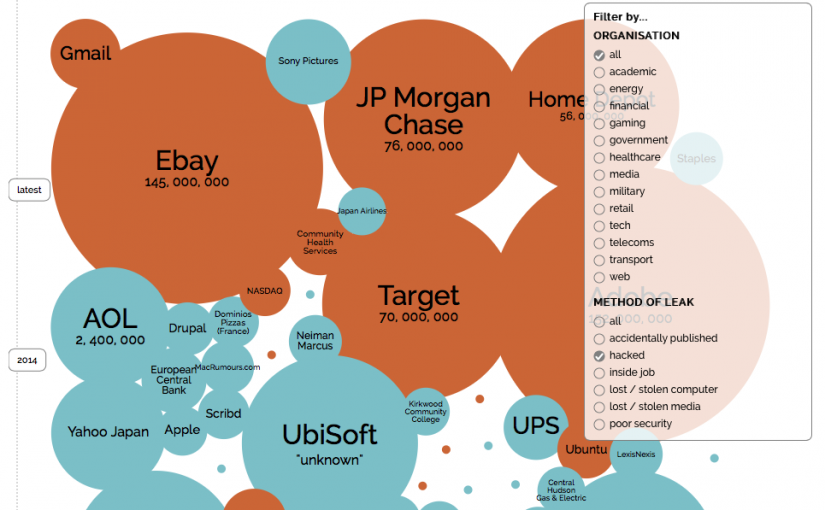 Gmail
Sony Pictures
JP Morgan
Chase
76, 000, 000
Home Depot
56, 000, 000
Ebay
145, 000, 000
Staples
latest
Japan Airlines
Community
Health
Services
NASDAQ
Target
70, 000, 000
Adobe
AOL
2, 400, 000
Drupal
Dominios
Pizzas
(France)
Neiman
Marcus
2014
European
Central
Bank
MacRumours.com
Scribd
Kirkwood
Community
College
Yahoo Japan
Apple
UbiSoft
"unknown"
UPS
Ubuntu
LexisNexis
Central
Hudson
Gas & Electric
Filter by...
ORGANISATION
all
academic
energy
financial
gaming
government
healthcare
media
military
retail
tech
telecoms
transport
web
METHOD OF LEAK
all
accidentally published
hacked
inside job
lost / stolen computer
lost / stolen media
poor security